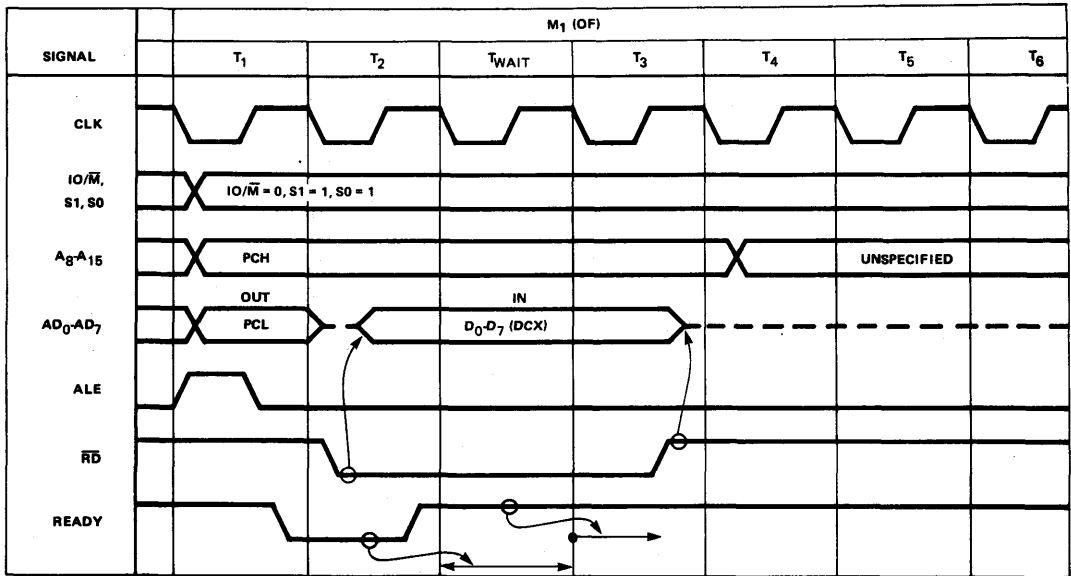 M1 (OF)
SIGNAL T1 T2 TWAIT T3 T4 T5 T6
CLK
IO/M̅,
S1, S0
IO/M̅ = 0, S1 = 1, S0 = 1
A8-A15 PCH UNSPECIFIED
OUT IN
AD0-AD7 PCL D0-D7 (DCX)
ALE
R̅D̅
READY